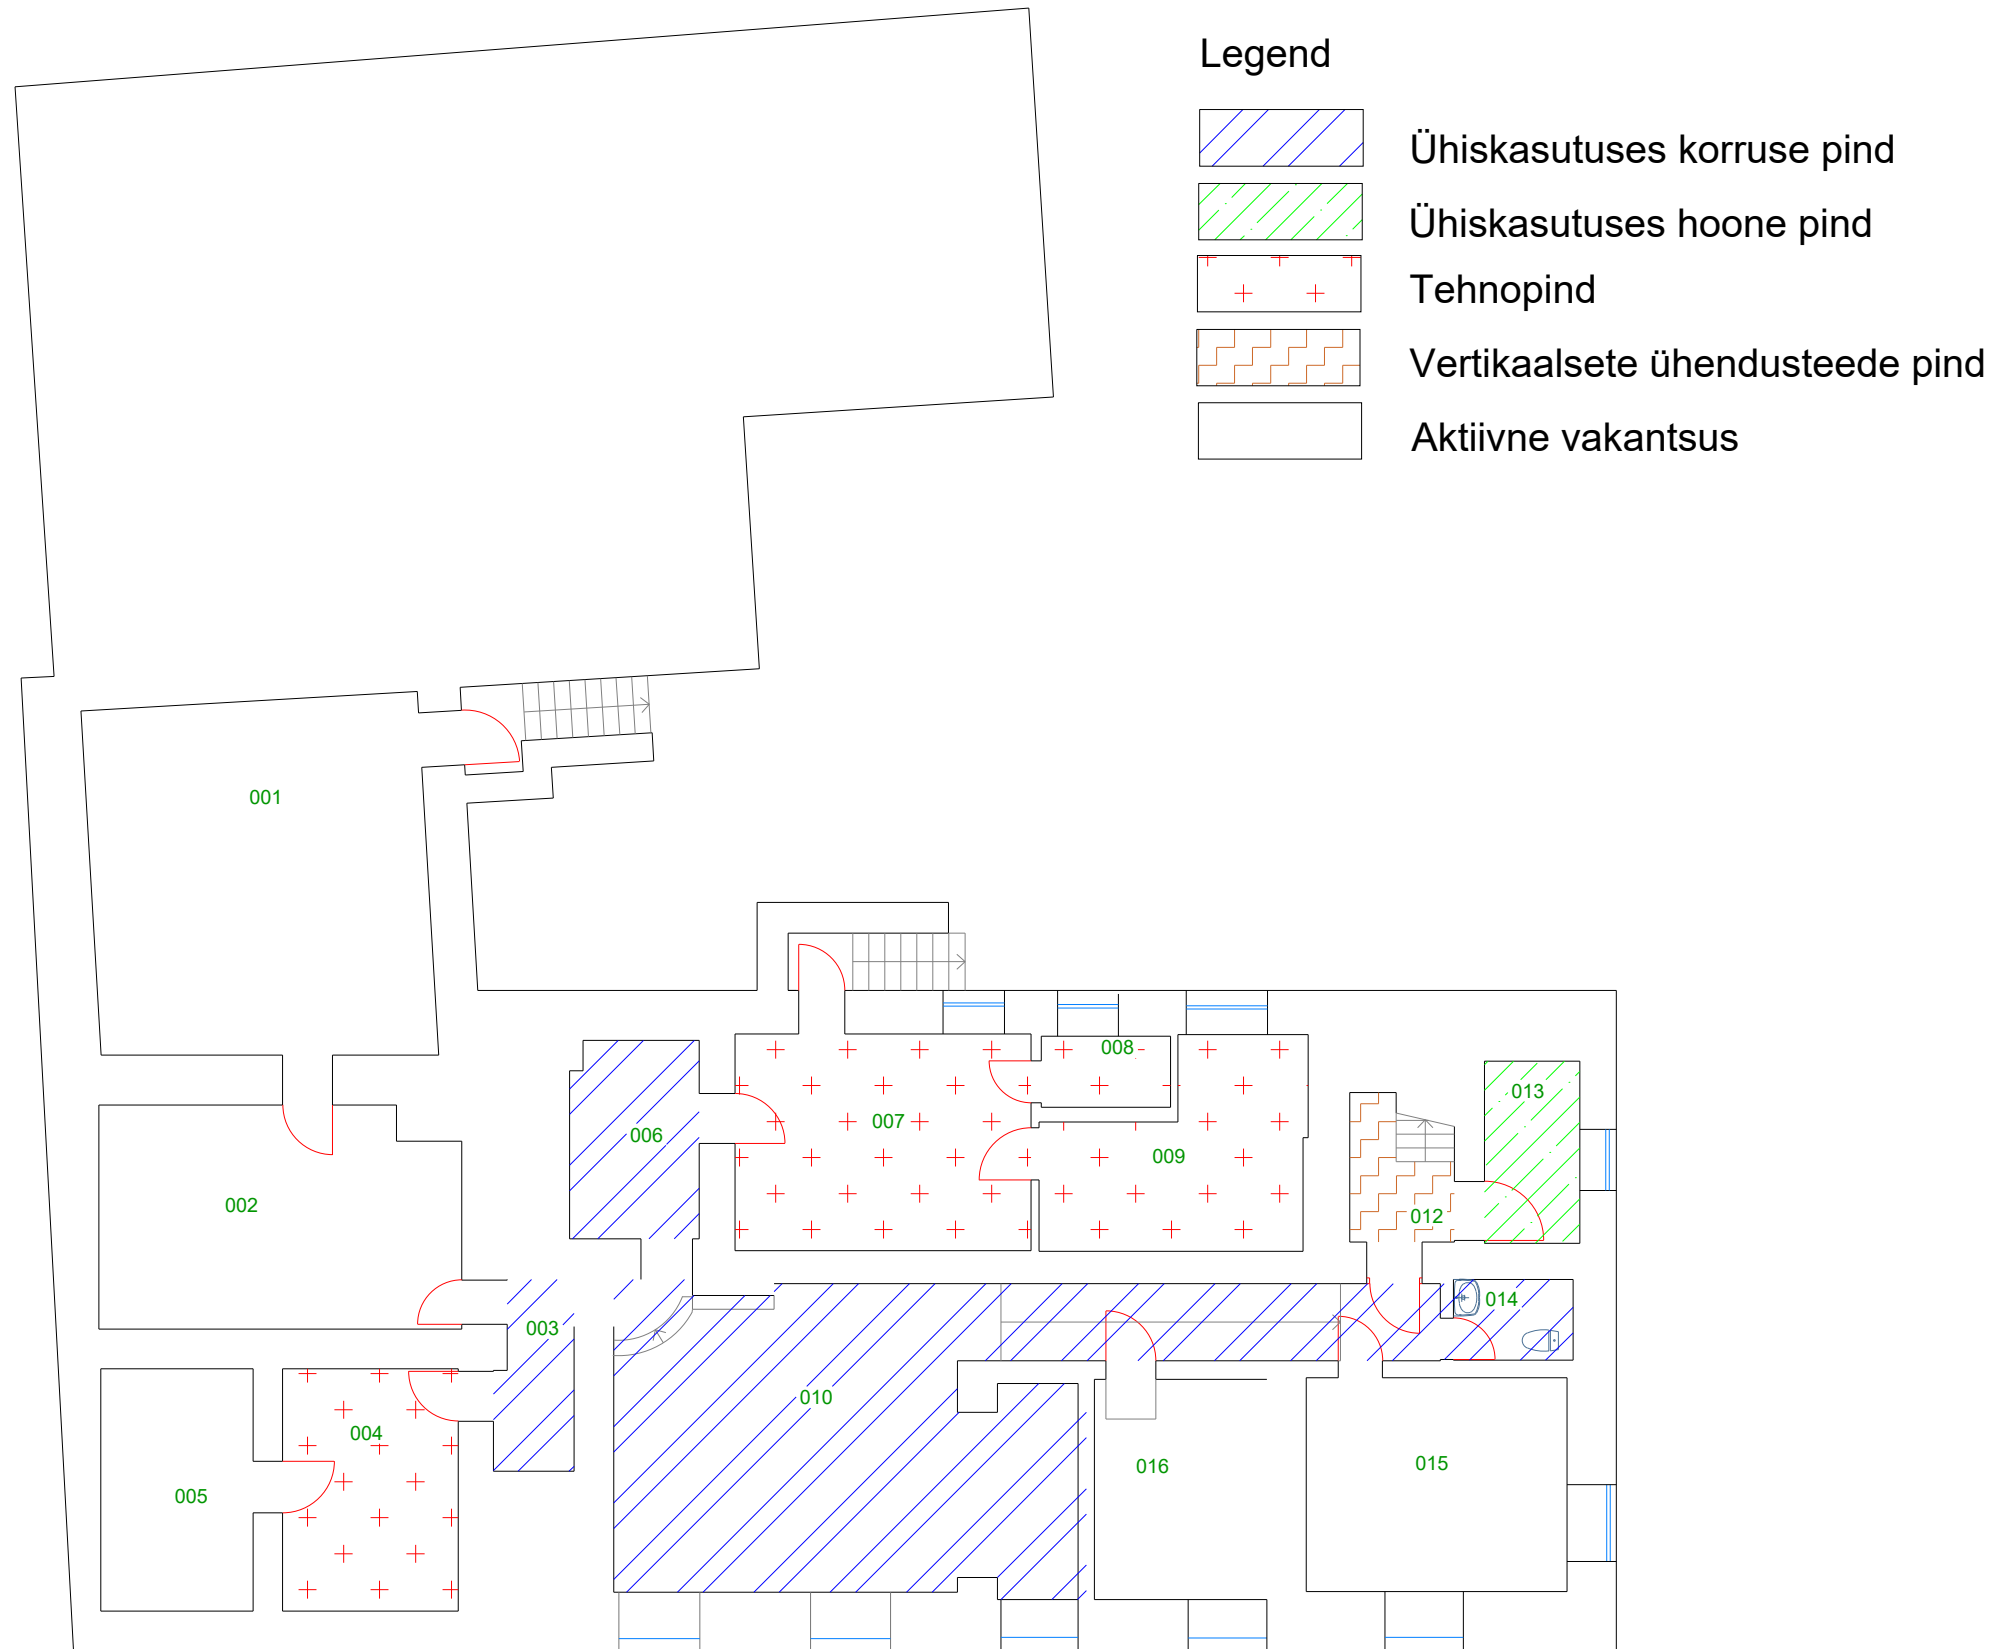 Legend
Ühiskasutuses korruse pind
Ühiskasutuses hoone pind
Tehnopind
Vertikaalsete ühendusteede pind
Aktiivne vakantsus
001
008
013
007
006
009
002
012
014
003
010
004
015
016
005